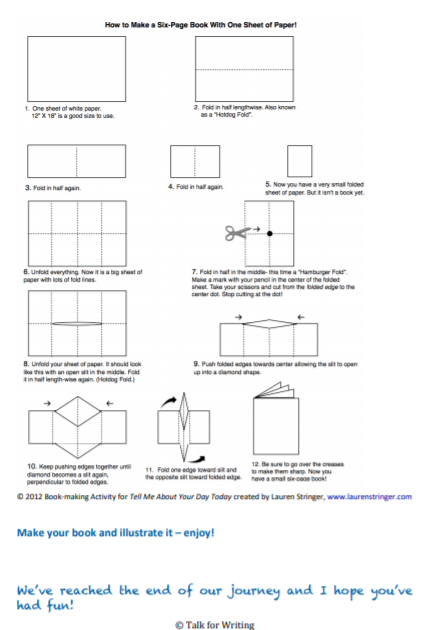 How to Make a Six-Page Book With One Sheet of Paper!
1. One sheet of white paper.
12" X 18" is a good size to use.
2. Fold in half lengthwise. Also known
as a "Hotdog Fold".
3. Fold in half again.
4. Fold in half again.
5. Now you have a very small folded
sheet of paper. But it isn't a book yet.
6. Unfold everything. Now it is a big sheet of
paper with lots of fold lines.
7. Fold in half in the middle- this time a "Hamburger Fold".
Make a mark with your pencil in the center of the folded
sheet. Take your scissors and cut from the folded edge to the
center dot. Stop cutting at the dot!
8. Unfold your sheet of paper. It should look
like this with an open slit in the middle. Fold
it in half length-wise again. (Hotdog Fold.)
9. Push folded edges towards center allowing the slit to open
up into a diamond shape.
10. Keep pushing edges together until
diamond becomes a slit again,
perpendicular to folded edges.
11. Fold one edge toward slit and
the opposite slit toward folded edge.
12. Be sure to go over the creases
to make them sharp. Now you
have a small six-page book!
© 2012 Book-making Activity for Tell Me About Your Day Today created by Lauren Stringer, www.laurenstringer.com
Make your book and illustrate it – enjoy!
We've reached the end of our journey and I hope you've
had fun!
© Talk for Writing